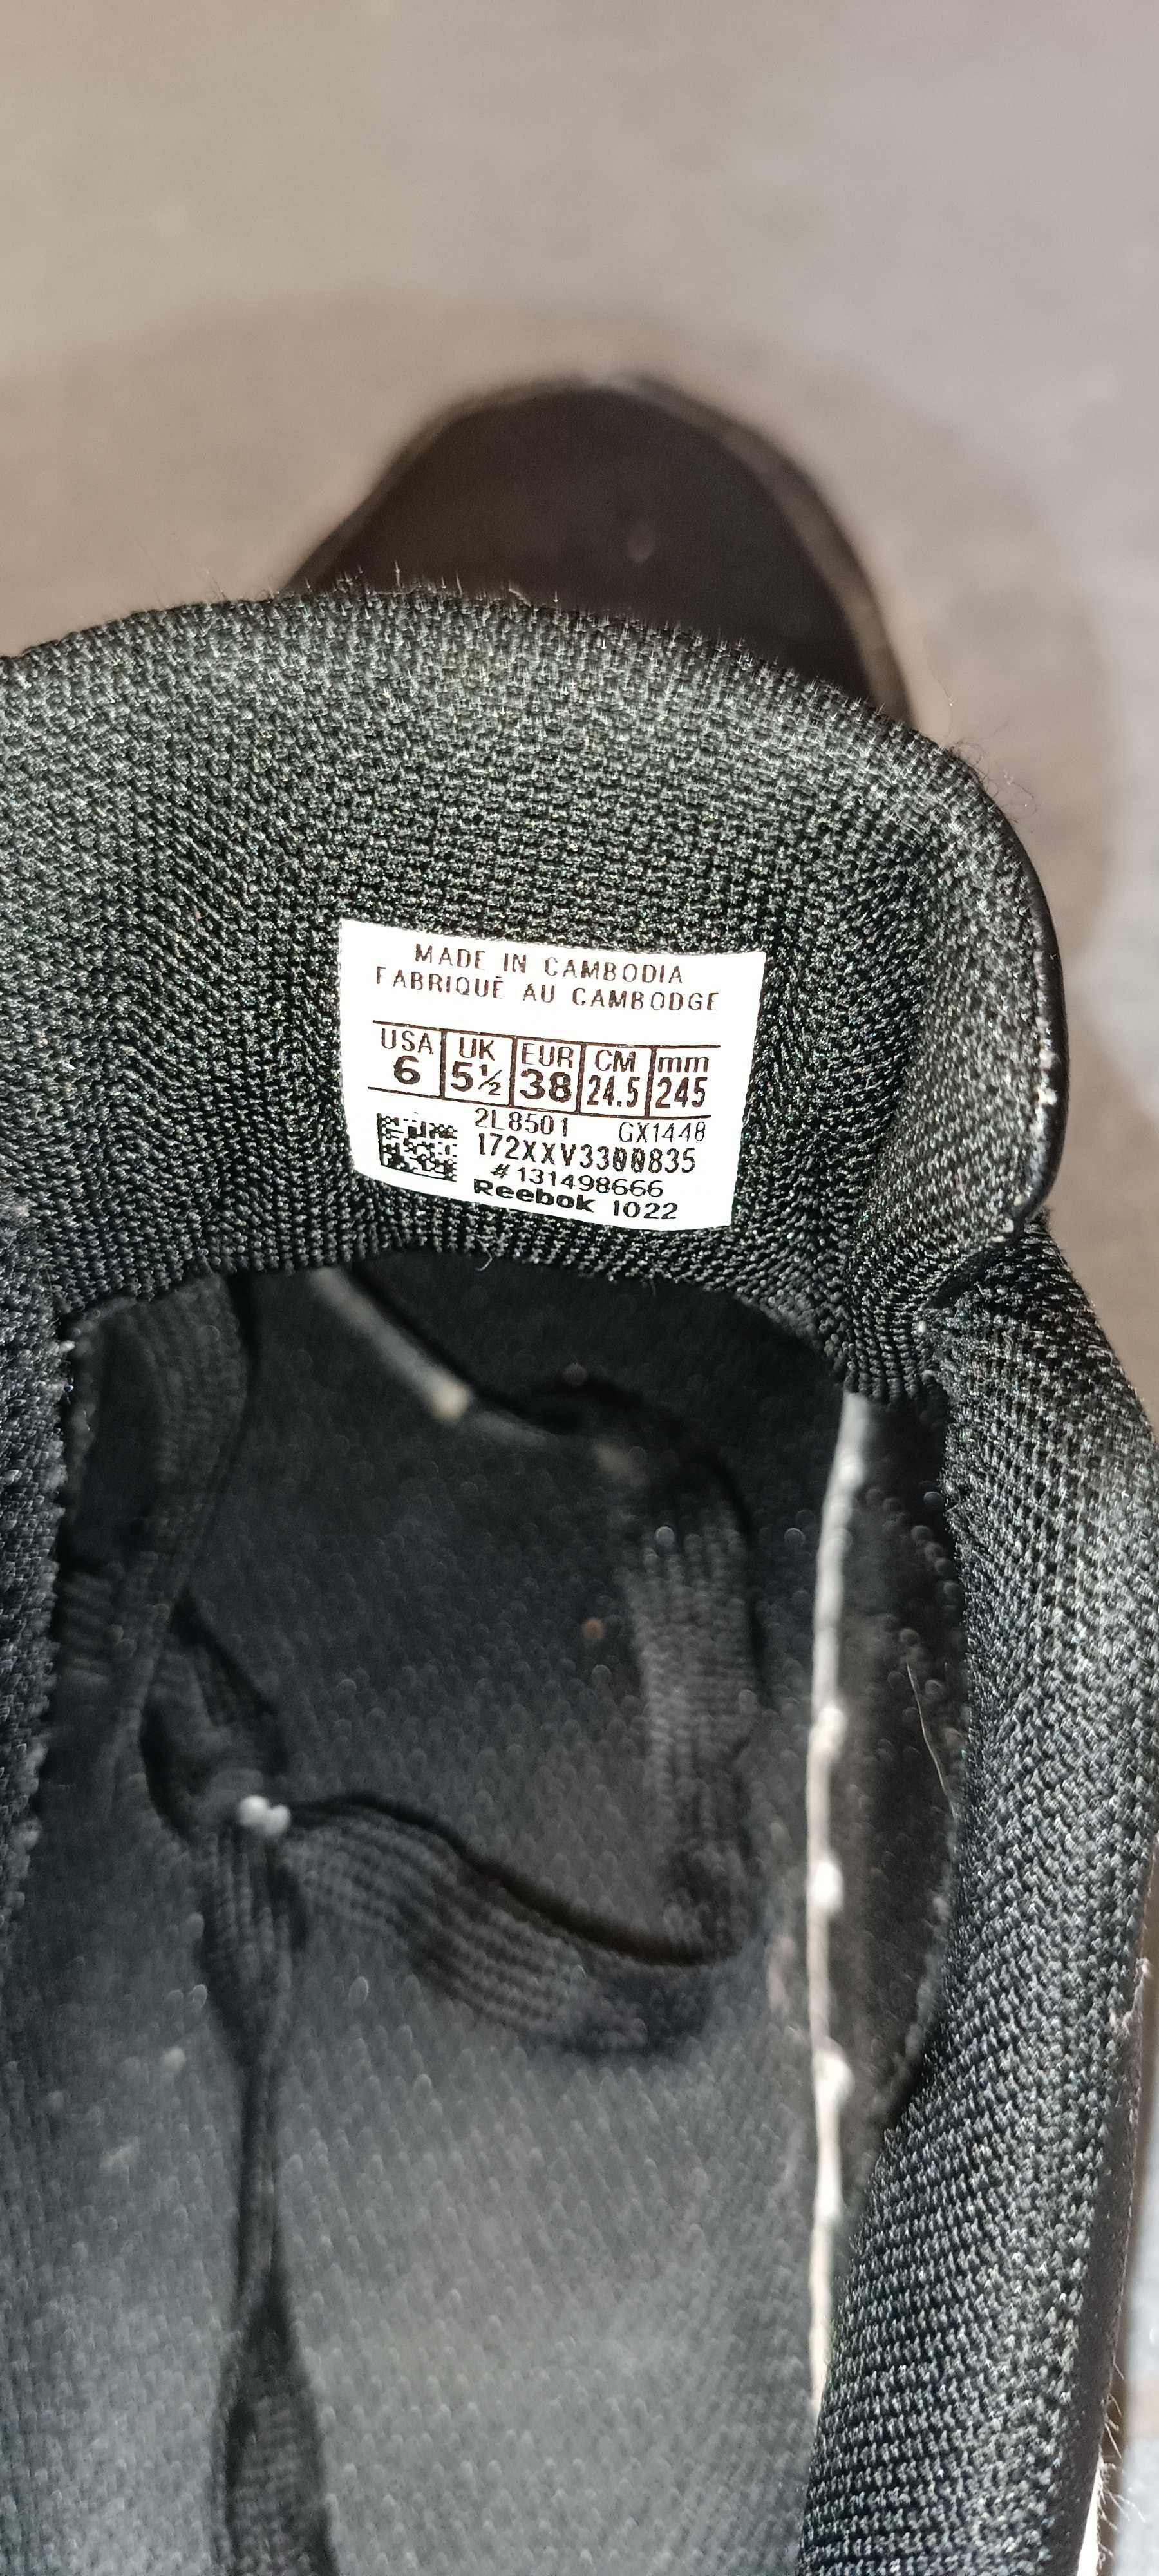 MADE IN CAMBODIA
FABRIQUÉ AU CAMBODGE
USA UK EUR CM mm
6 5½ 38 24.5 245
2L8501 GX1448
172XXV3300835
#131498666
Reebok 1022